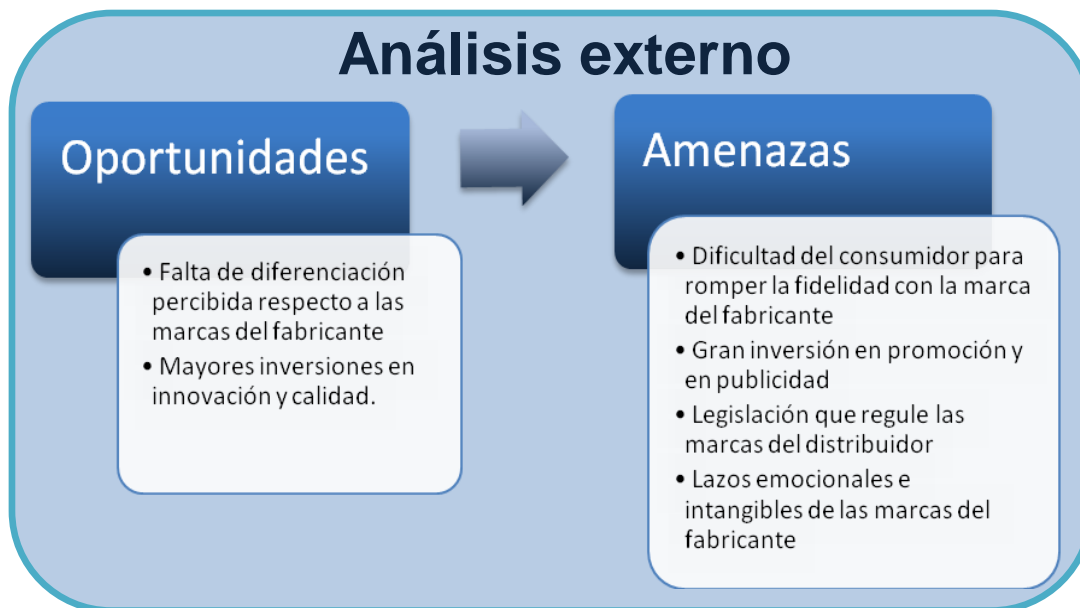 Análisis externo
Oportunidades
• Falta de diferenciación
percibida respecto a las
marcas del fabricante
• Mayores inversiones en
innovación y calidad.
Amenazas
• Dificultad del consumidor para
romper la fidelidad con la marca
del fabricante
• Gran inversión en promoción y
en publicidad
• Legislación que regule las
marcas del distribuidor
• Lazos emocionales e
intangibles de las marcas del
fabricante